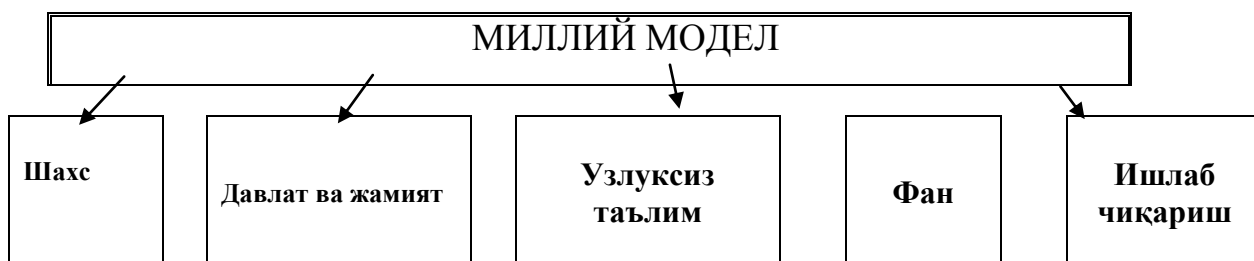 МИЛЛИЙ МОДЕЛ
Шахс
Давлат ва жамият
Узлуксиз
таълим
Фан
Ишлаб
чиқариш